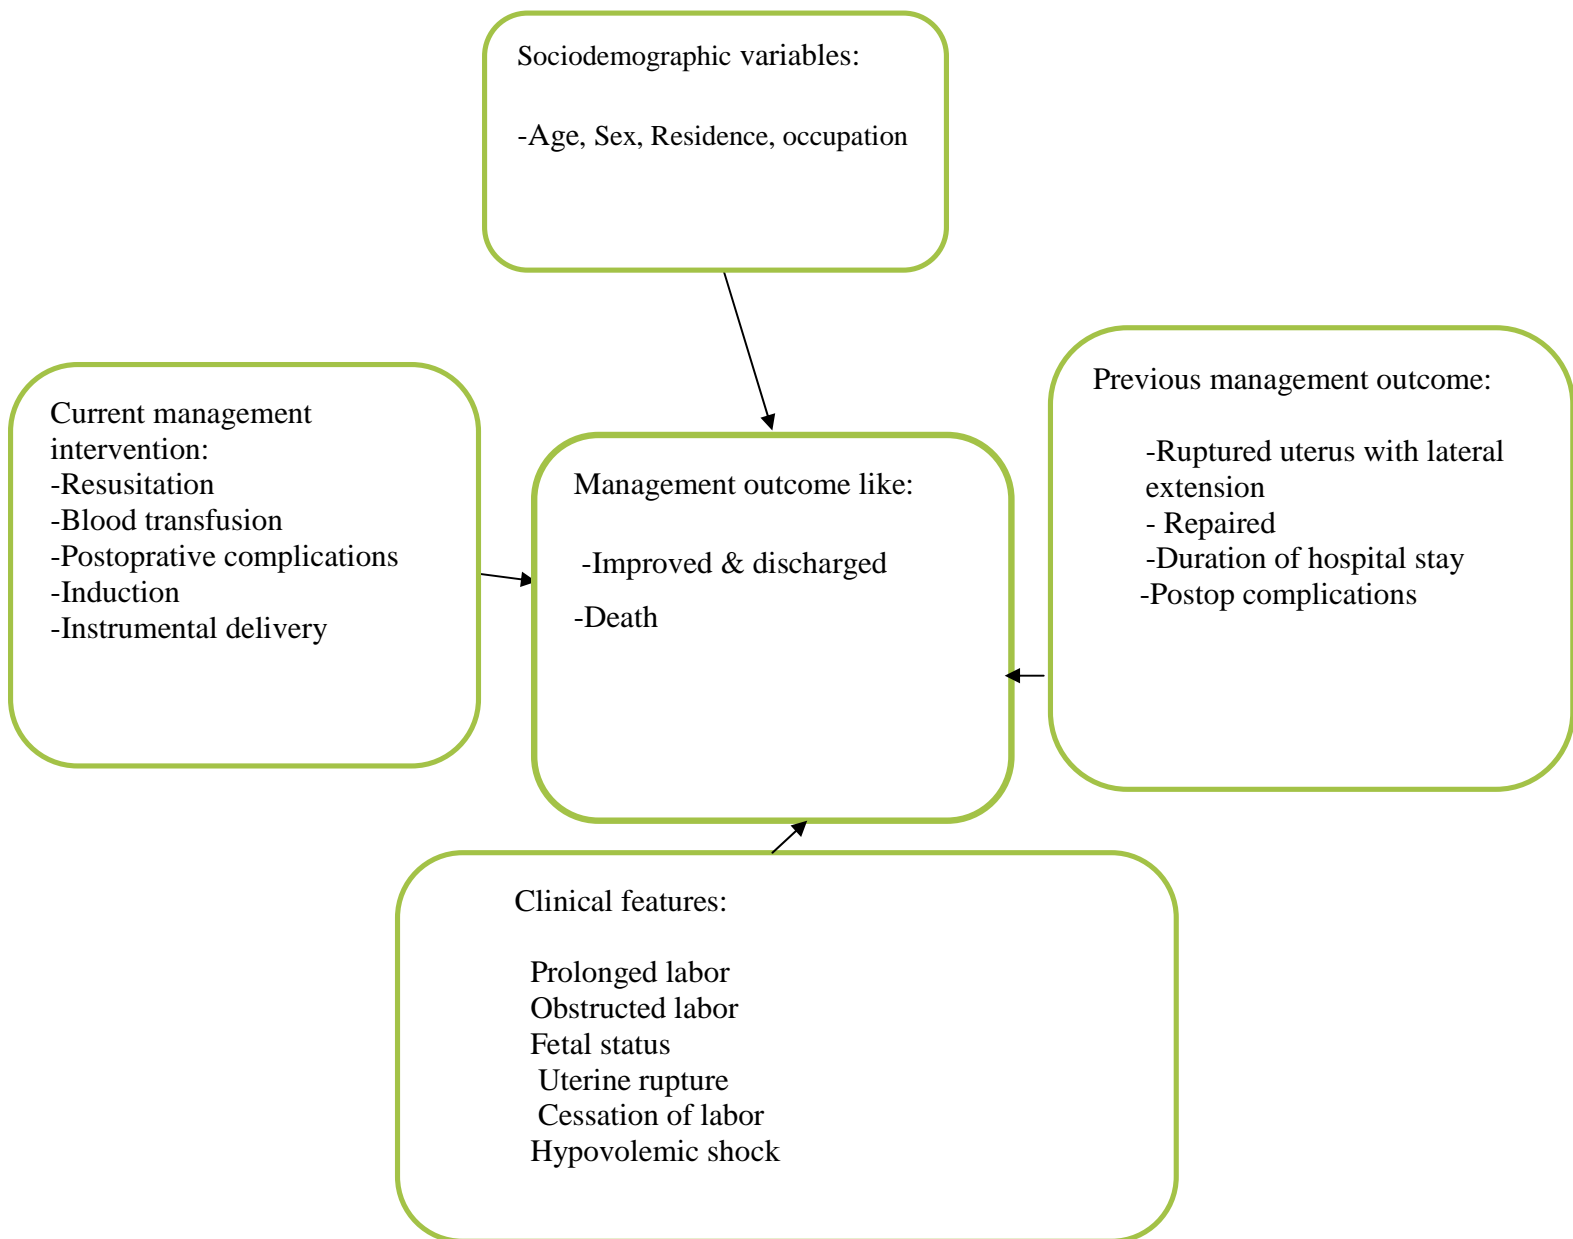 Sociodemographic variables:
-Age, Sex, Residence, occupation
Current management
intervention:
-Resusitation
-Blood transfusion
-Postoprative complications
-Induction
-Instrumental delivery
Management outcome like:
-Improved & discharged
-Death
Previous management outcome:
-Ruptured uterus with lateral
extension
- Repaired
-Duration of hospital stay
-Postop complications
Clinical features:
Prolonged labor
Obstructed labor
Fetal status
Uterine rupture
Cessation of labor
Hypovolemic shock